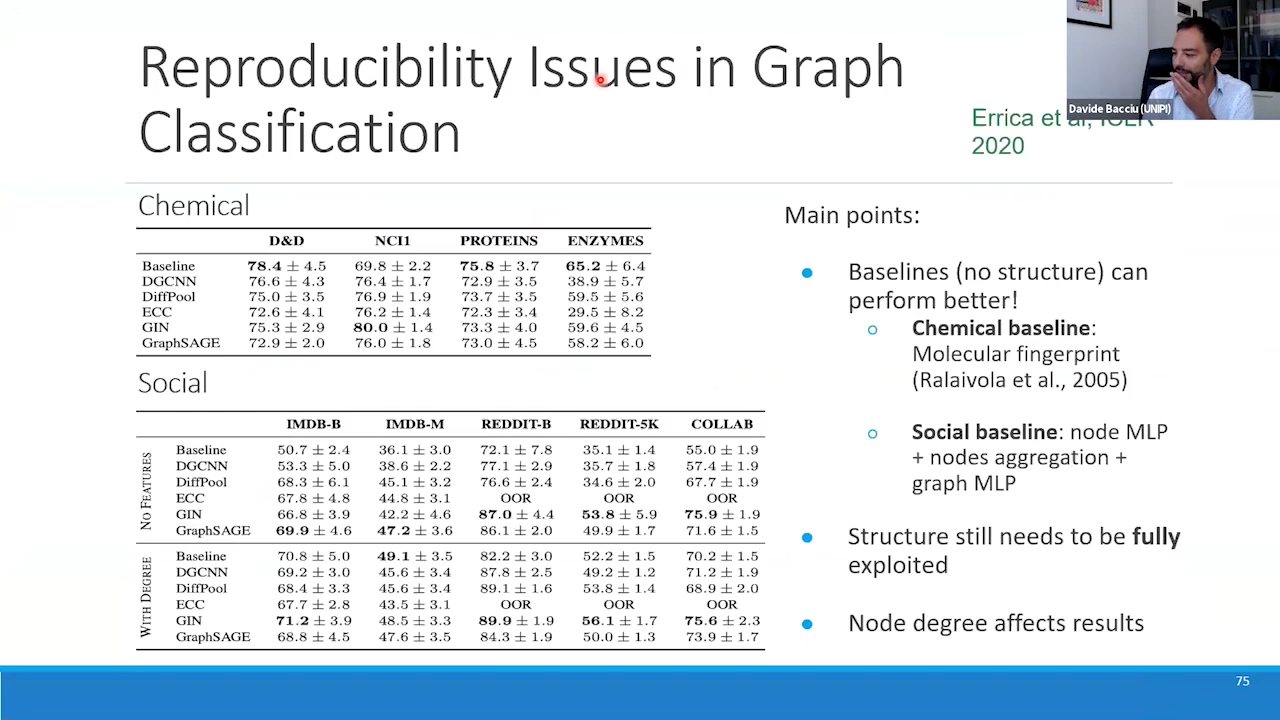 Reproducibility Issues in Graph
Classification
Davide Bacciu (UNIPI)
Errica et al,
2020
Chemical
D&D NCI1 PROTEINS ENZYMES
Baseline 78.4 ± 4.5 69.8 ± 2.2 75.8 ± 3.7 65.2 ± 6.4
DGCNN 76.6 ± 4.3 76.4 ± 1.7 72.9 ± 3.5 38.9 ± 5.7
DiffPool 75.0 ± 3.5 76.9 ± 1.9 73.7 ± 3.5 59.5 ± 5.6
ECC 72.6 ± 4.1 76.2 ± 1.4 72.3 ± 3.4 29.5 ± 8.2
GIN 75.3 ± 2.9 80.0 ± 1.4 73.3 ± 4.0 59.6 ± 4.5
GraphSAGE 72.9 ± 2.0 76.0 ± 1.8 73.0 ± 4.5 58.2 ± 6.0
Social
IMDB-B IMDB-M REDDIT-B REDDIT-5K COLLAB
NO FEATURES
Baseline 50.7 ± 2.4 36.1 ± 3.0 72.1 ± 7.8 35.1 ± 1.4 55.0 ± 1.9
DGCNN 53.3 ± 5.0 38.6 ± 2.2 77.1 ± 2.9 35.7 ± 1.8 57.4 ± 1.9
DiffPool 68.3 ± 6.1 45.1 ± 3.2 76.6 ± 2.4 34.6 ± 2.0 67.7 ± 1.9
ECC 67.8 ± 4.8 44.8 ± 3.1 OOR OOR OOR
GIN 66.8 ± 3.9 42.2 ± 4.6 87.0 ± 4.4 53.8 ± 5.9 75.9 ± 1.9
GraphSAGE 69.9 ± 4.6 47.2 ± 3.6 86.1 ± 2.0 49.9 ± 1.7 71.6 ± 1.5
WITH DEGREE
Baseline 70.8 ± 5.0 49.1 ± 3.5 82.2 ± 3.0 52.2 ± 1.5 70.2 ± 1.5
DGCNN 69.2 ± 3.0 45.6 ± 3.4 87.8 ± 2.5 49.2 ± 1.2 71.2 ± 1.9
DiffPool 68.4 ± 3.3 45.6 ± 3.4 89.1 ± 1.6 53.8 ± 1.4 68.9 ± 2.0
ECC 67.7 ± 2.8 43.5 ± 3.1 OOR OOR OOR
GIN 71.2 ± 3.9 48.5 ± 3.3 89.9 ± 1.9 56.1 ± 1.7 75.6 ± 2.3
GraphSAGE 68.8 ± 4.5 47.6 ± 3.5 84.3 ± 1.9 50.0 ± 1.3 73.9 ± 1.7
Main points:
Baselines (no structure) can
perform better!
Chemical baseline:
Molecular fingerprint
(Ralaivola et al., 2005)
Social baseline: node MLP
+ nodes aggregation +
graph MLP
Structure still needs to be fully
exploited
Node degree affects results
75